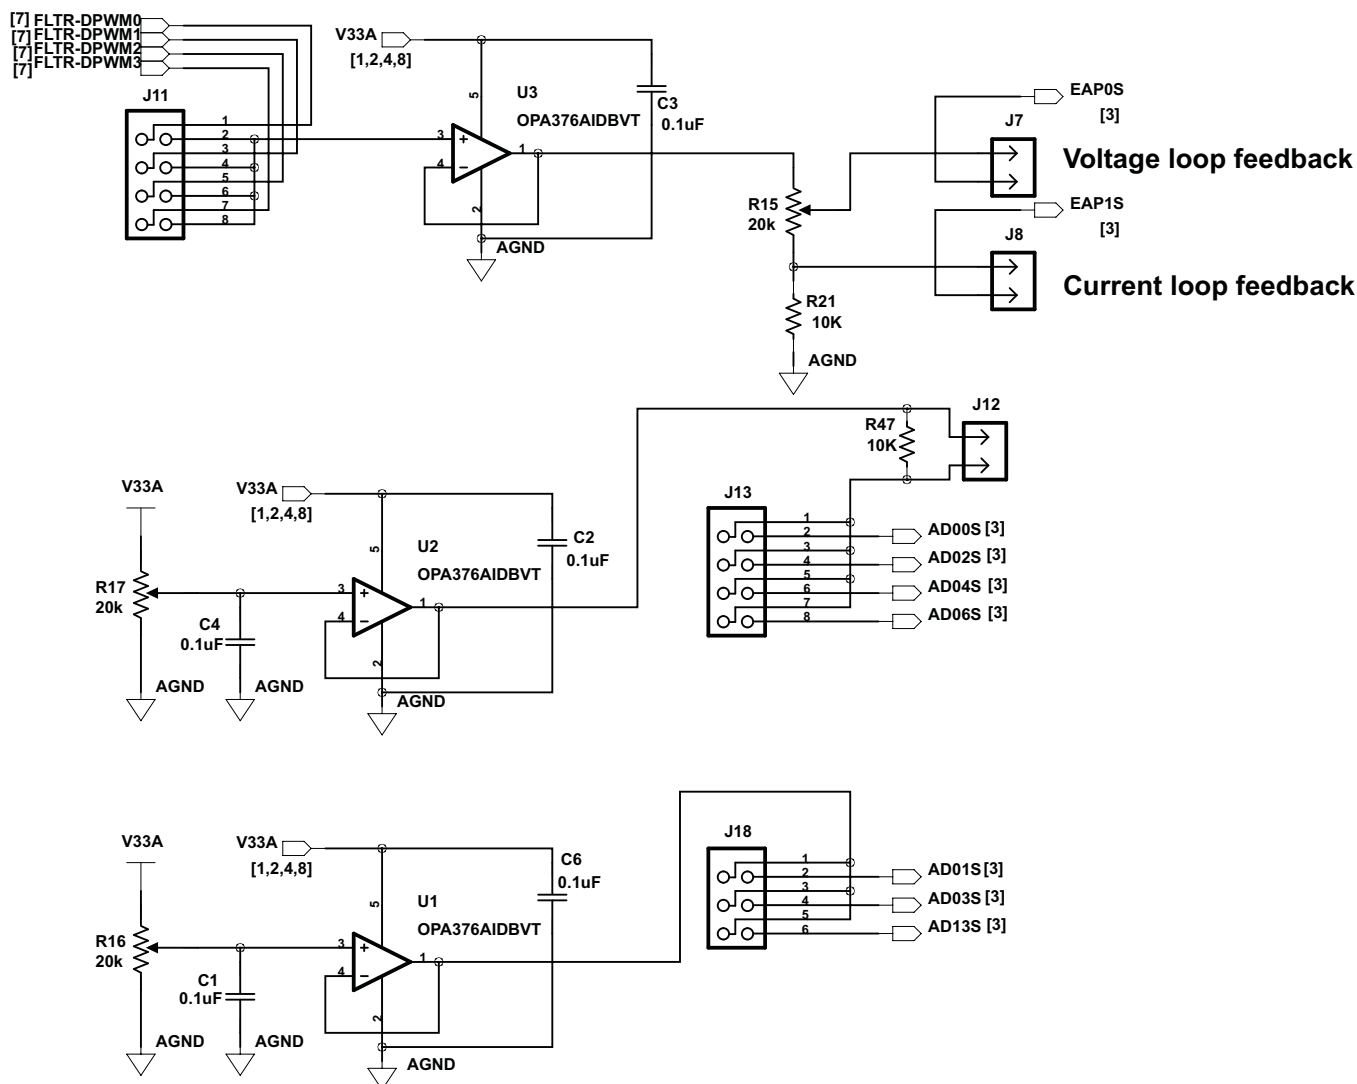 [7] FLTR-DPWM0
[7] FLTR-DPWM1
[7] FLTR-DPWM2
[7] FLTR-DPWM3
J11
1
2
3
4
5
6
7
8
V33A
[1,2,4,8]
5
U3
OPA376AIDBVT
3
4
1
2
C3
0.1uF
AGND
R15
20k
R21
10K
AGND
EAP0S
[3]
J7
Voltage loop feedback
EAP1S
[3]
J8
Current loop feedback
V33A
R17
20k
AGND
C4
0.1uF
AGND
V33A
[1,2,4,8]
5
U2
OPA376AIDBVT
3
4
1
2
C2
0.1uF
AGND
R47
10K
J12
J13
1
2
3
4
5
6
7
8
AD00S [3]
AD02S [3]
AD04S [3]
AD06S [3]
V33A
R16
20k
AGND
C1
0.1uF
AGND
V33A
[1,2,4,8]
5
U1
OPA376AIDBVT
3
4
1
2
C6
0.1uF
AGND
J18
1
2
3
4
5
6
AD01S [3]
AD03S [3]
AD13S [3]